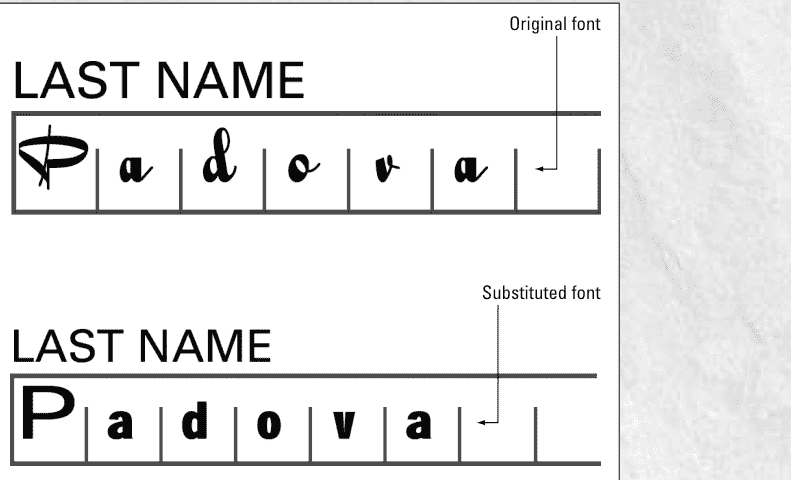 Original font
LAST NAME
Padova
Substituted font
LAST NAME
Padova